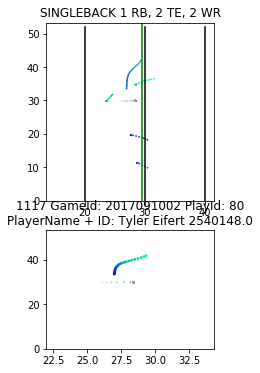 SINGLEBACK 1 RB, 2 TE, 2 WR
50
40
30
20
10
0
20 30 40
1117 GameId: 2017091002 PlayId: 80
PlayerName + ID: Tyler Eifert 2540148.0
40
20
0
22.5 25.0 27.5 30.0 32.5